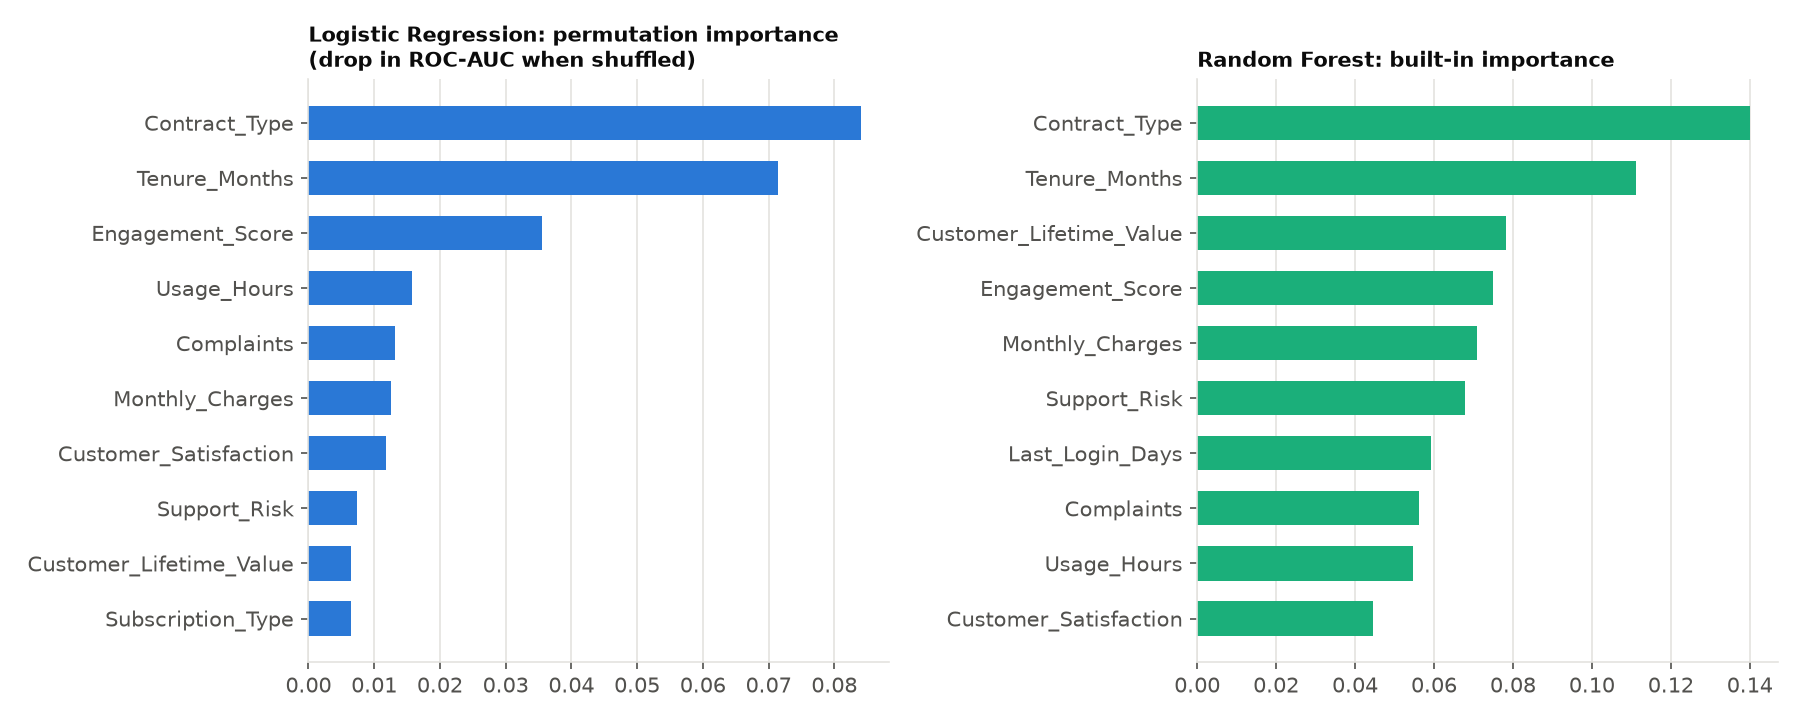 Logistic Regression: permutation importance
(drop in ROC-AUC when shuffled)
Contract_Type
Tenure_Months
Engagement_Score
Usage_Hours
Complaints
Monthly_Charges
Customer_Satisfaction
Support_Risk
Customer_Lifetime_Value
Subscription_Type
0.00 0.01 0.02 0.03 0.04 0.05 0.06 0.07 0.08
Random Forest: built-in importance
Contract_Type
Tenure_Months
Customer_Lifetime_Value
Engagement_Score
Monthly_Charges
Support_Risk
Last_Login_Days
Complaints
Usage_Hours
Customer_Satisfaction
0.00 0.02 0.04 0.06 0.08 0.10 0.12 0.14